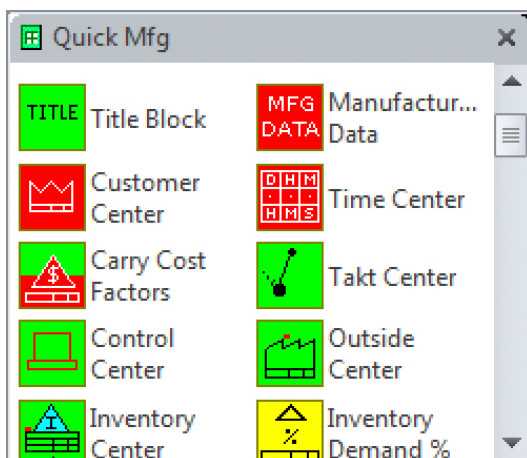 Quick Mfg
TITLE
Title Block
MFG
DATA
Manufactur...
Data
Customer
Center
D H M
H M S
Time Center
$
Carry Cost
Factors
Takt Center
Control
Center
Outside
Center
I
Inventory
Center
%
Inventory
Demand %